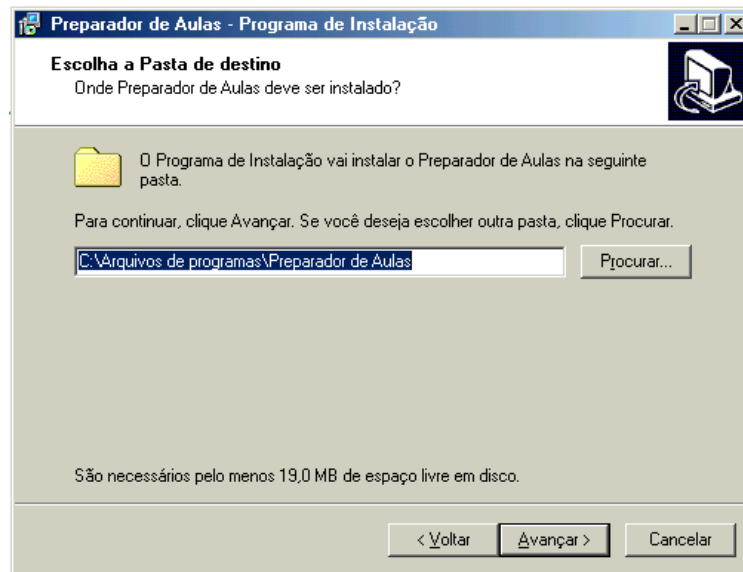 Preparador de Aulas - Programa de Instalação
Escolha a Pasta de destino
Onde Preparador de Aulas deve ser instalado?
O Programa de Instalação vai instalar o Preparador de Aulas na seguinte
pasta.
Para continuar, clique Avançar. Se você deseja escolher outra pasta, clique Procurar.
C:\Arquivos de programas\Preparador de Aulas
Procurar...
São necessários pelo menos 19,0 MB de espaço livre em disco.
< Voltar
Avançar >
Cancelar